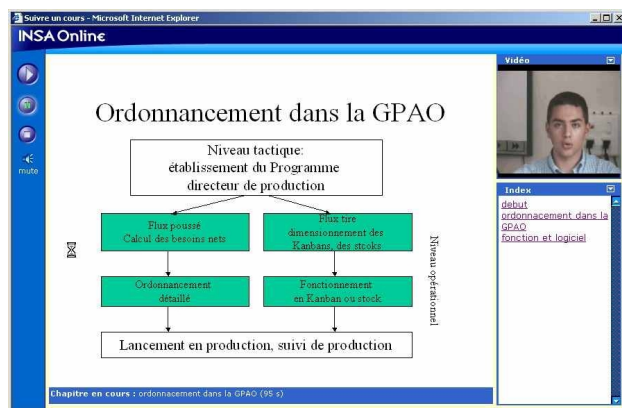 Suivre un cours - Microsoft Internet Explorer
INSA Online
mute
Ordonnancement dans la GPAO
Niveau tactique:
établissement du Programme
directeur de production
Flux poussé
Calcul des besoins nets
Flux tire
dimensionnement des
Kanbans, des stocks
Ordonnancement
détaillé
Fonctionnement
en Kanban ou stock
Niveau opérationnel
Lancement en production, suivi de production
Chapitre en cours : ordonnacement dans la GPAO (95 s)
Vidéo
Index
debut
ordonnacement dans la
GPAO
fonction et logiciel